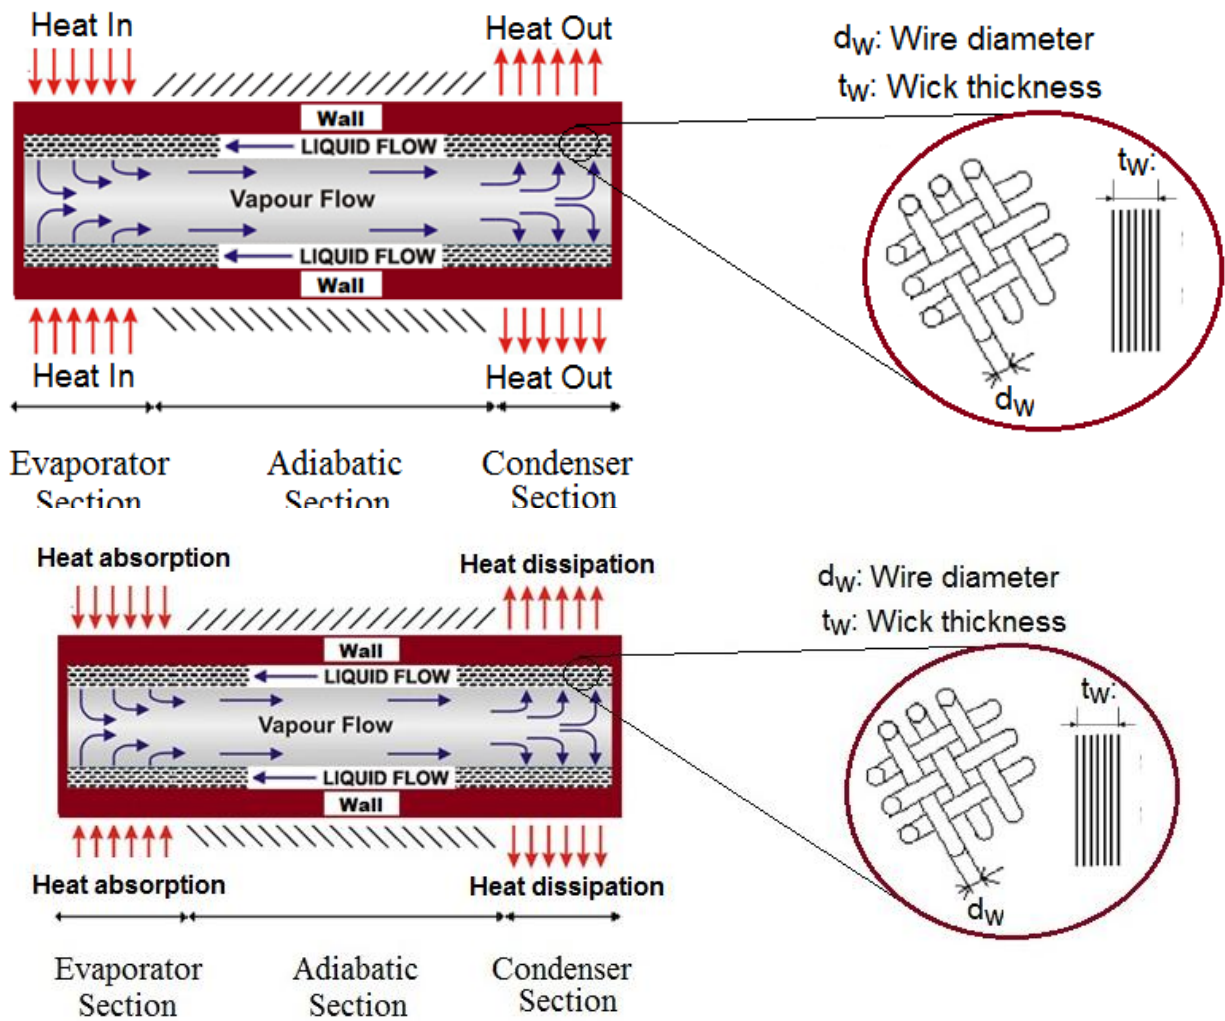 Heat In
Heat Out
dW: Wire diameter
tW: Wick thickness
Wall
LIQUID FLOW
Vapour Flow
LIQUID FLOW
Wall
tW:
dW
Heat In
Heat Out
Evaporator
Section
Adiabatic
Section
Condenser
Section
Heat absorption
Heat dissipation
dW: Wire diameter
tW: Wick thickness
Wall
LIQUID FLOW
Vapour Flow
LIQUID FLOW
Wall
tW:
dW
Heat absorption
Heat dissipation
Evaporator
Section
Adiabatic
Section
Condenser
Section